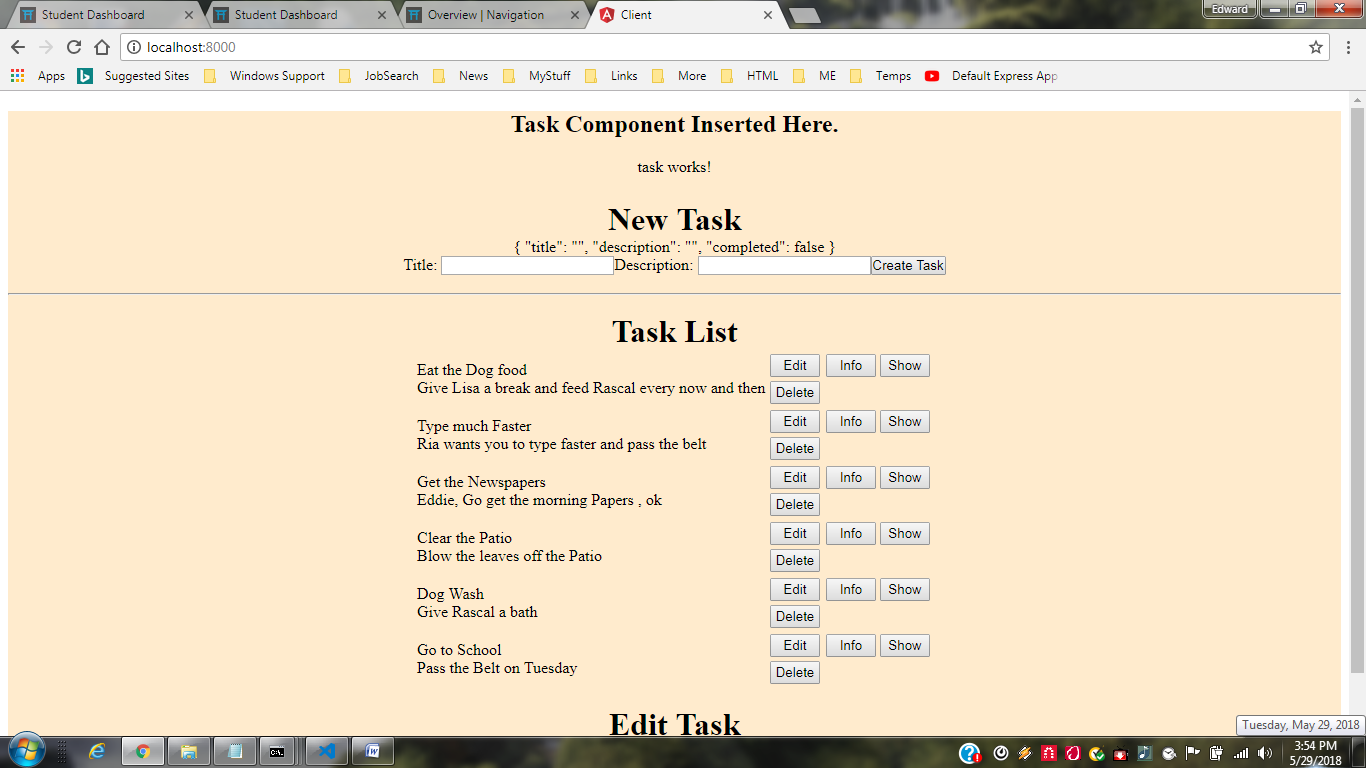 Student Dashboard
Student Dashboard
Overview | Navigation
Client
Edward
localhost:8000
Apps
Suggested Sites
Windows Support
JobSearch
News
MyStuff
Links
More
HTML
ME
Temps
Default Express App
Task Component Inserted Here.
task works!
New Task
{ "title": "", "description": "", "completed": false }
Title: Description: Create Task
Task List
Eat the Dog food
Give Lisa a break and feed Rascal every now and then
Edit Info Show
Delete
Type much Faster
Ria wants you to type faster and pass the belt
Edit Info Show
Delete
Get the Newspapers
Eddie, Go get the morning Papers , ok
Edit Info Show
Delete
Clear the Patio
Blow the leaves off the Patio
Edit Info Show
Delete
Dog Wash
Give Rascal a bath
Edit Info Show
Delete
Go to School
Pass the Belt on Tuesday
Edit Info Show
Delete
Edit Task
Tuesday, May 29, 2018
3:54 PM
5/29/2018